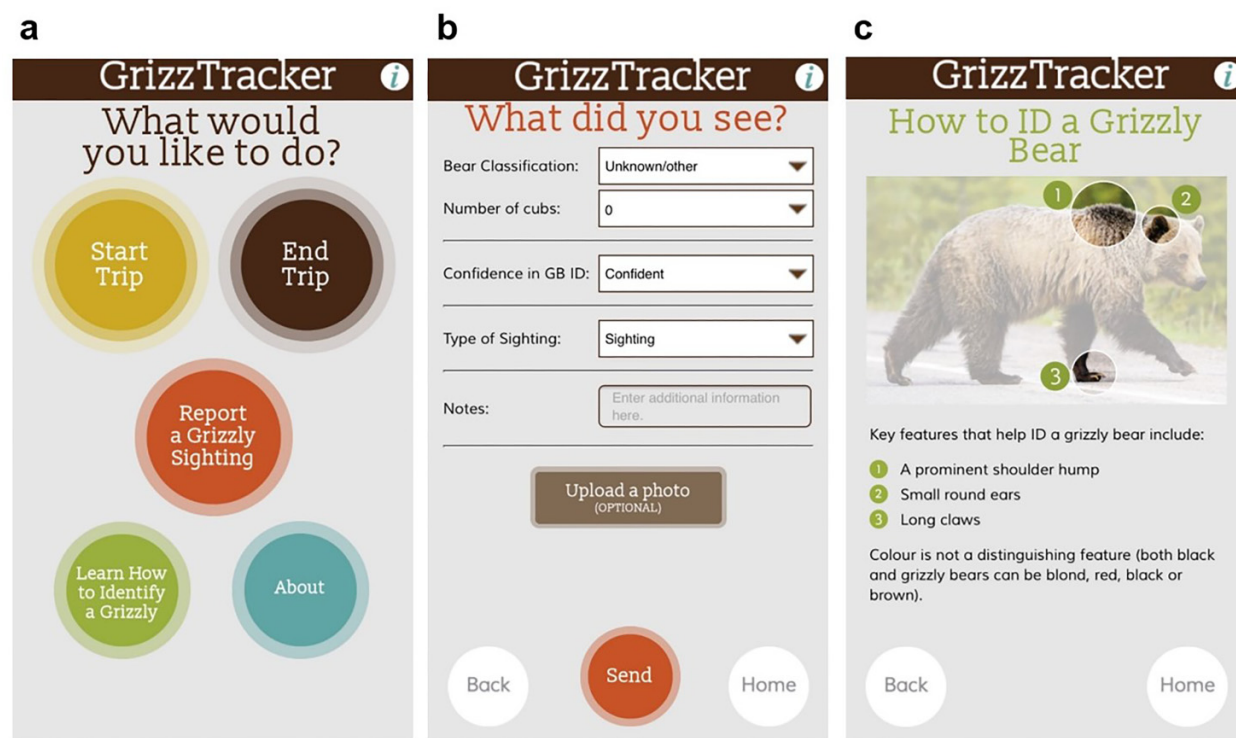 a
GrizzTracker i
What would
you like to do?
Start
Trip
End
Trip
Report
a Grizzly
Sighting
Learn How
to Identify
a Grizzly
About
b
GrizzTracker i
What did you see?
Bear Classification: Unknown/other
Number of cubs: 0
Confidence in GB ID: Confident
Type of Sighting: Sighting
Notes: Enter additional information
here.
Upload a photo
(OPTIONAL)
Back
Send
Home
c
GrizzTracker i
How to ID a Grizzly
Bear
1
2
3
Key features that help ID a grizzly bear include:
1 A prominent shoulder hump
2 Small round ears
3 Long claws
Colour is not a distinguishing feature (both black
and grizzly bears can be blond, red, black or
brown).
Back
Home